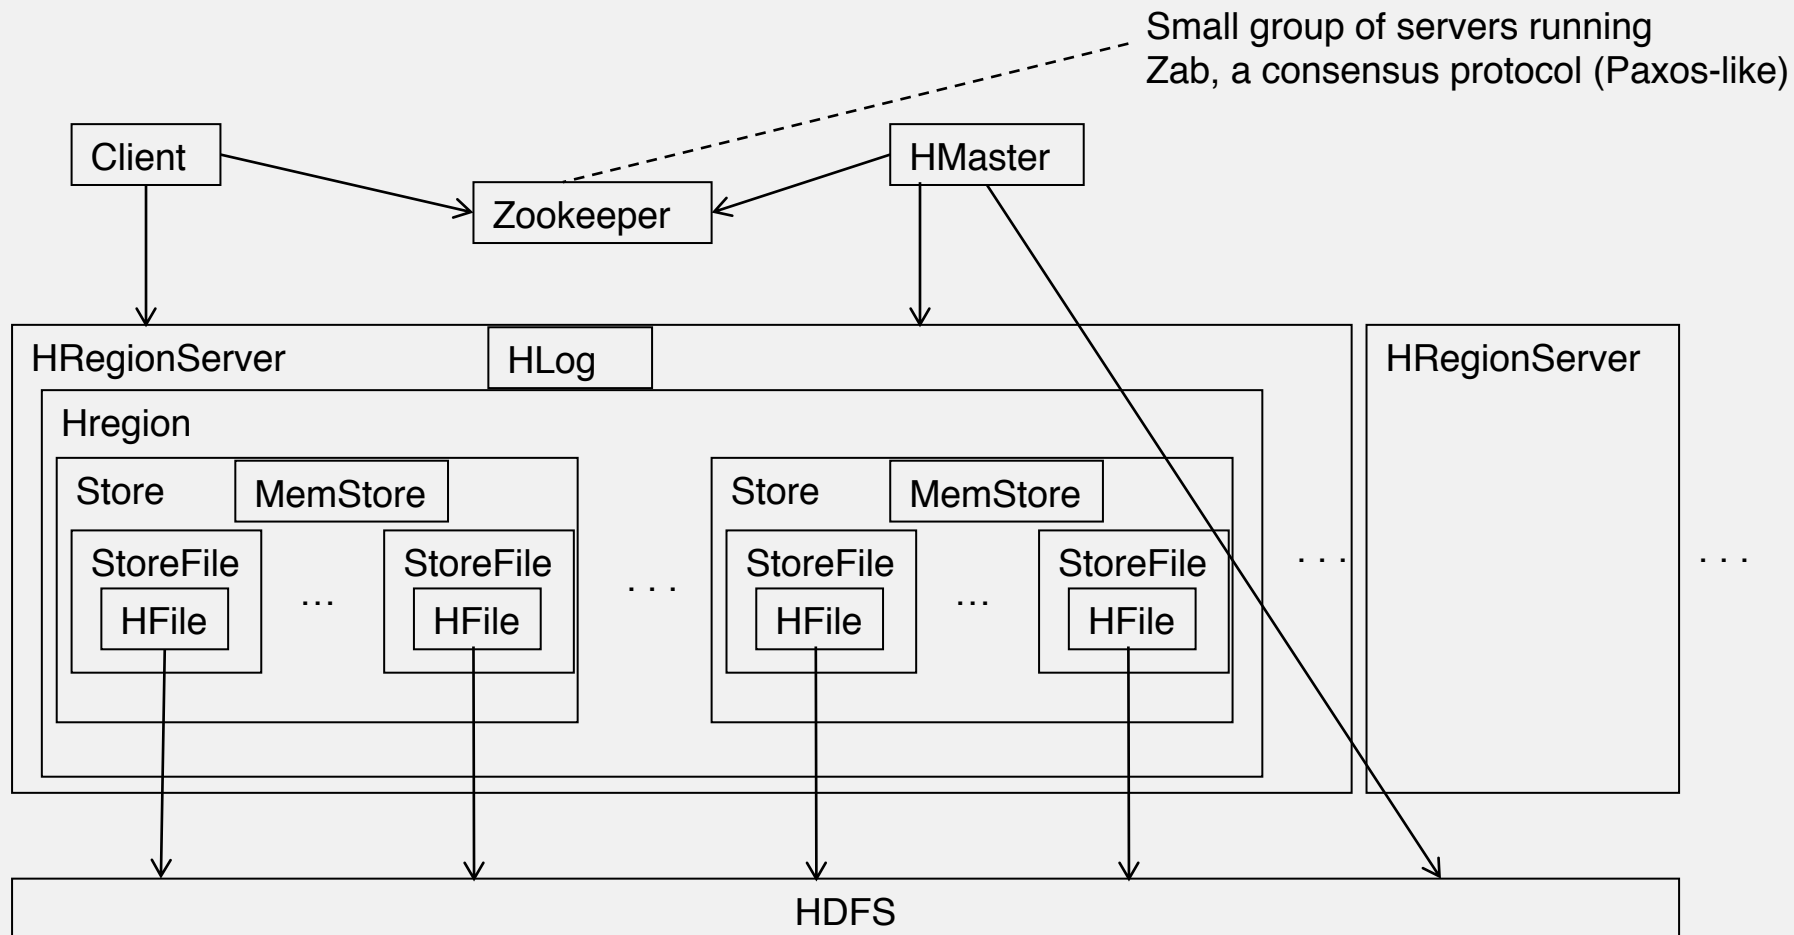 Small group of servers running
Zab, a consensus protocol (Paxos-like)
Client
HMaster
Zookeeper
HRegionServer
HLog
HRegionServer
Hregion
Store
MemStore
Store
MemStore
StoreFile
StoreFile
StoreFile
StoreFile
. . .
. . .
...
. . .
...
HFile
HFile
HFile
HFile
HDFS